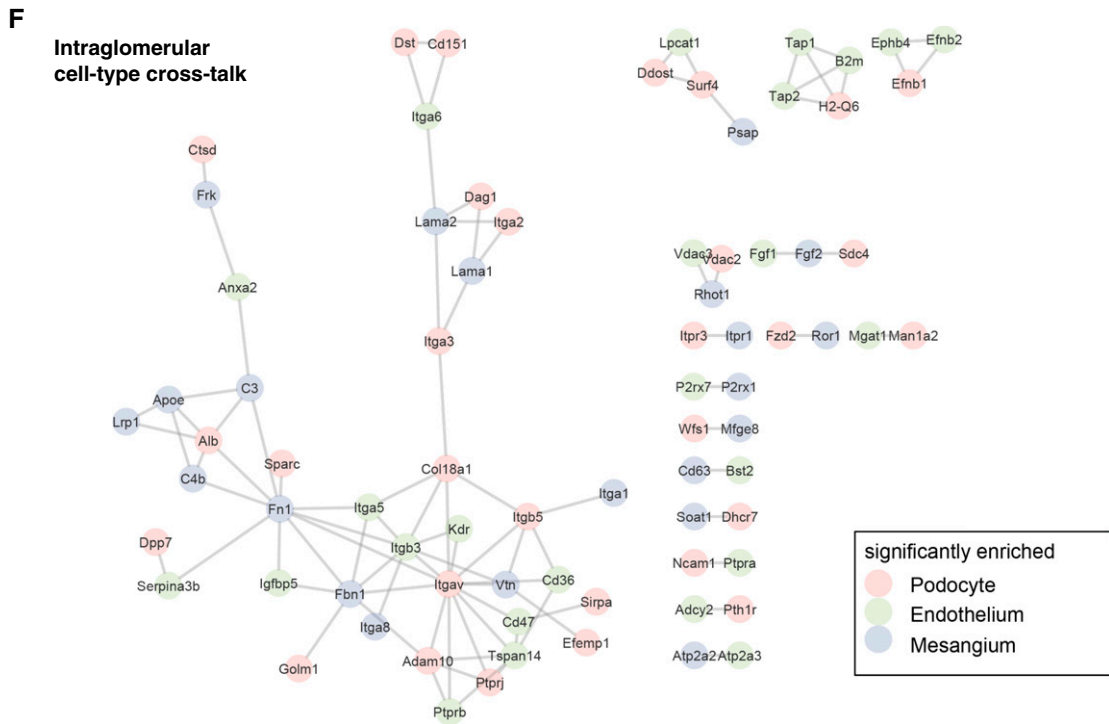 F
Intraglomerular
cell-type cross-talk
Dst
Cd151
Itga6
Ctsd
Frk
Dag1
Lama2
Itga2
Lama1
Anxa2
Itga3
C3
Apoe
Lrp1
Alb
C4b
Sparc
Col18a1
Fn1
Itga5
Itgb5
Itga1
Kdr
Itgb3
Dpp7
Serpina3b
Igfbp5
Fbn1
Itgav
Vtn
Cd36
Itga8
Cd47
Sirpa
Efemp1
Golm1
Adam10
Tspan14
Ptprj
Ptprb
Lpcat1
Ddost
Surf4
Psap
Tap1
B2m
Tap2
H2-Q6
Ephb4
Efnb2
Efnb1
Vdac3
Vdac2
Rhot1
Fgf1
Fgf2
Sdc4
Itpr3
Itpr1
Fzd2
Ror1
Mgat1
Man1a2
P2rx7
P2rx1
Wfs1
Mfge8
Cd63
Bst2
Soat1
Dhcr7
Ncam1
Ptpra
Adcy2
Pth1r
Atp2a2
Atp2a3
significantly enriched
Podocyte
Endothelium
Mesangium